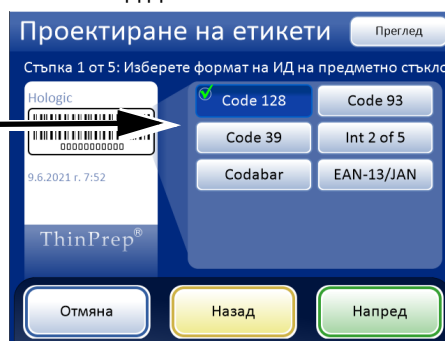 Проектиране на етикети
Преглед
Стъпка 1 от 5: Изберете формат на ИД на предметно стъкло
Hologic
00000000000
9.6.2021 г. 7:52
ThinPrep®
Code 128
Code 93
Code 39
Int 2 of 5
Codabar
EAN-13/JAN
Отмяна
Назад
Напред